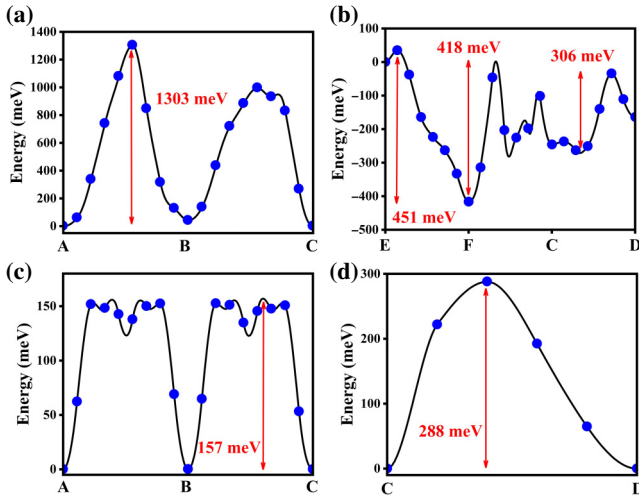 (a)
Energy (meV)
1400
1200
1000
800
600
400
200
0
1303 meV
A
B
C
(b)
Energy (meV)
100
0
−100
−200
−300
−400
−500
418 meV
306 meV
451 meV
E
F
C
D
(c)
Energy (meV)
150
100
50
0
157 meV
A
B
C
(d)
Energy (meV)
300
200
100
0
288 meV
C